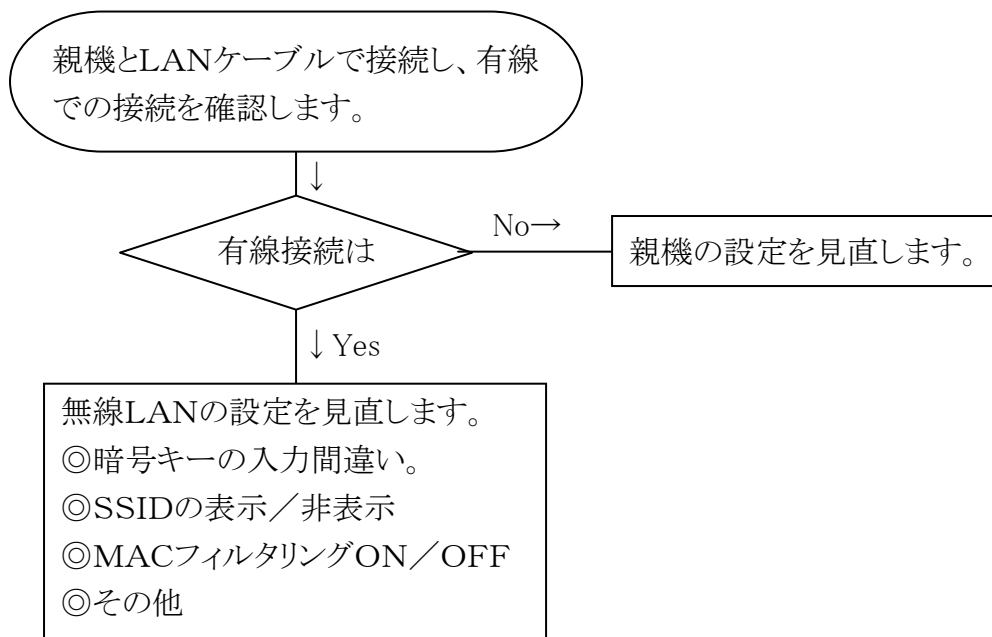 親機とLANケーブルで接続し、有線
での接続を確認します。
↓
有線接続は
No→
親機の設定を見直します。
↓Yes
無線LANの設定を見直します。
◎暗号キーの入力間違い。
◎SSIDの表示／非表示
◎MACフィルタリングON／OFF
◎その他